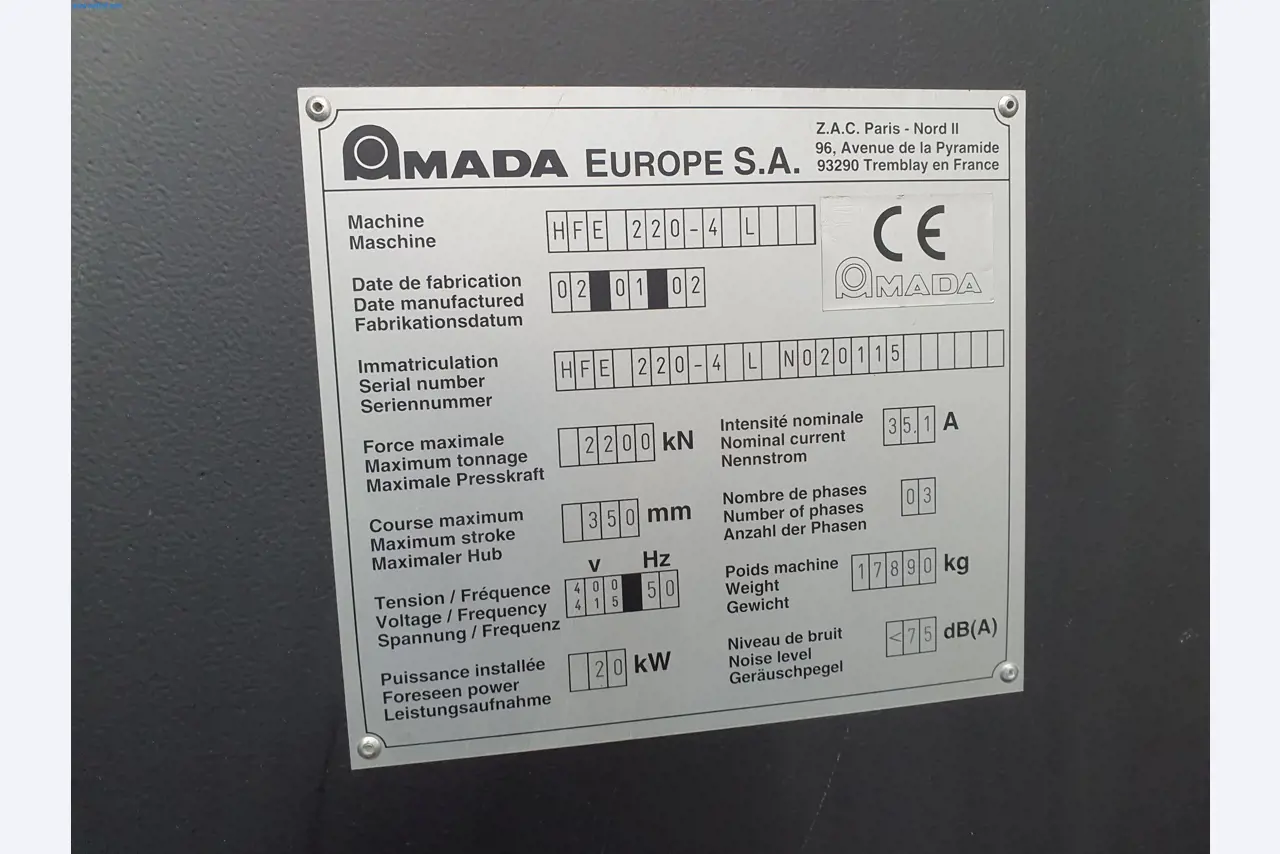 AMADA EUROPE S.A.
Z.A.C. Paris - Nord II
96, Avenue de la Pyramide
93290 Tremblay en France
Machine
Maschine
HFE 220-4 L
CE
AMADA
Date de fabrication
Date manufactured
Fabrikationsdatum
02 01 02
Immatriculation
Serial number
Seriennummer
HFE 220-4 L N020115
Force maximale
Maximum tonnage
Maximale Presskraft
2200 kN
Intensité nominale
Nominal current
Nennstrom
35.1 A
Course maximum
Maximum stroke
Maximaler Hub
350 mm
Nombre de phases
Number of phases
Anzahl der Phasen
03
Tension / Fréquence
Voltage / Frequency
Spannung / Frequenz
V Hz
400
415
50
Poids machine
Weight
Gewicht
17890 kg
Puissance installée
Foreseen power
Leistungsaufnahme
20 kW
Niveau de bruit
Noise level
Geräuschpegel
<75 dB(A)